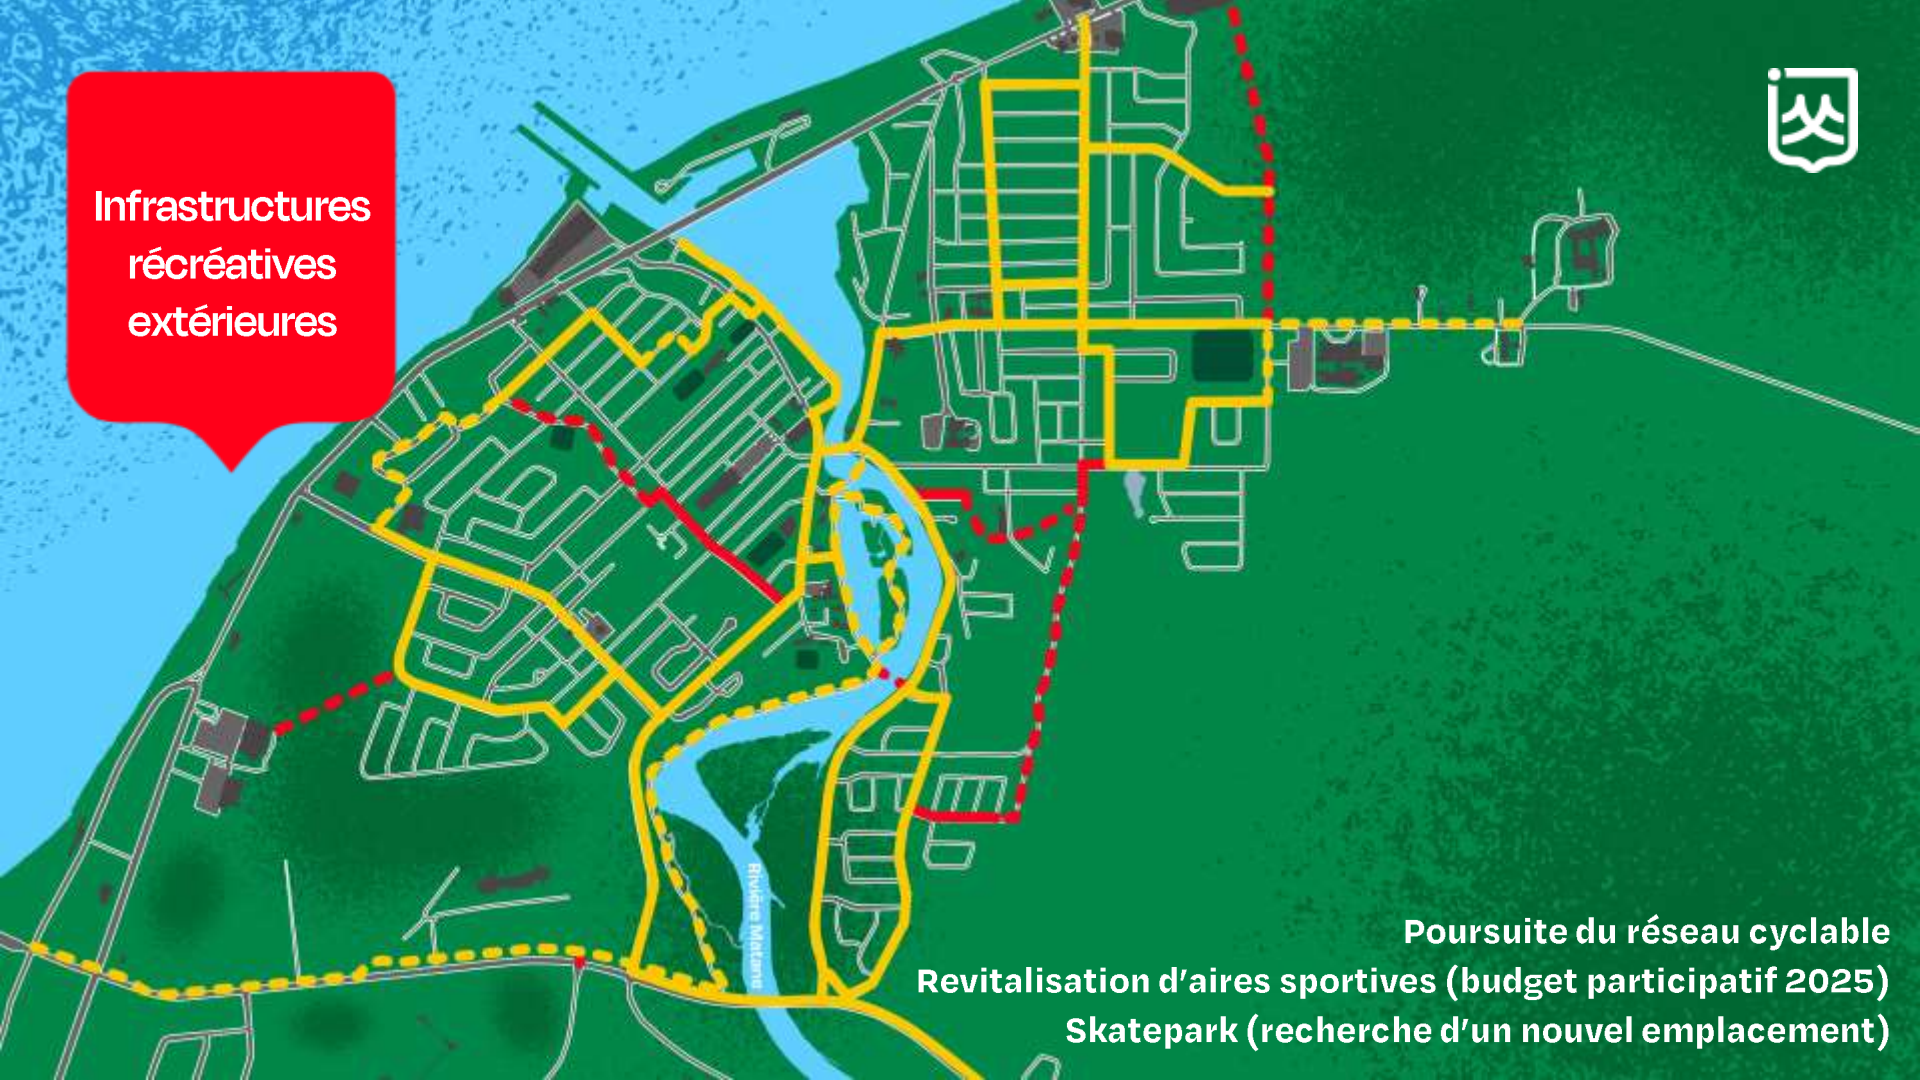 Infrastructures
récréatives
extérieures
Rivière Matane
Poursuite du réseau cyclable
Revitalisation d'aires sportives (budget participatif 2025)
Skatepark (recherche d'un nouvel emplacement)